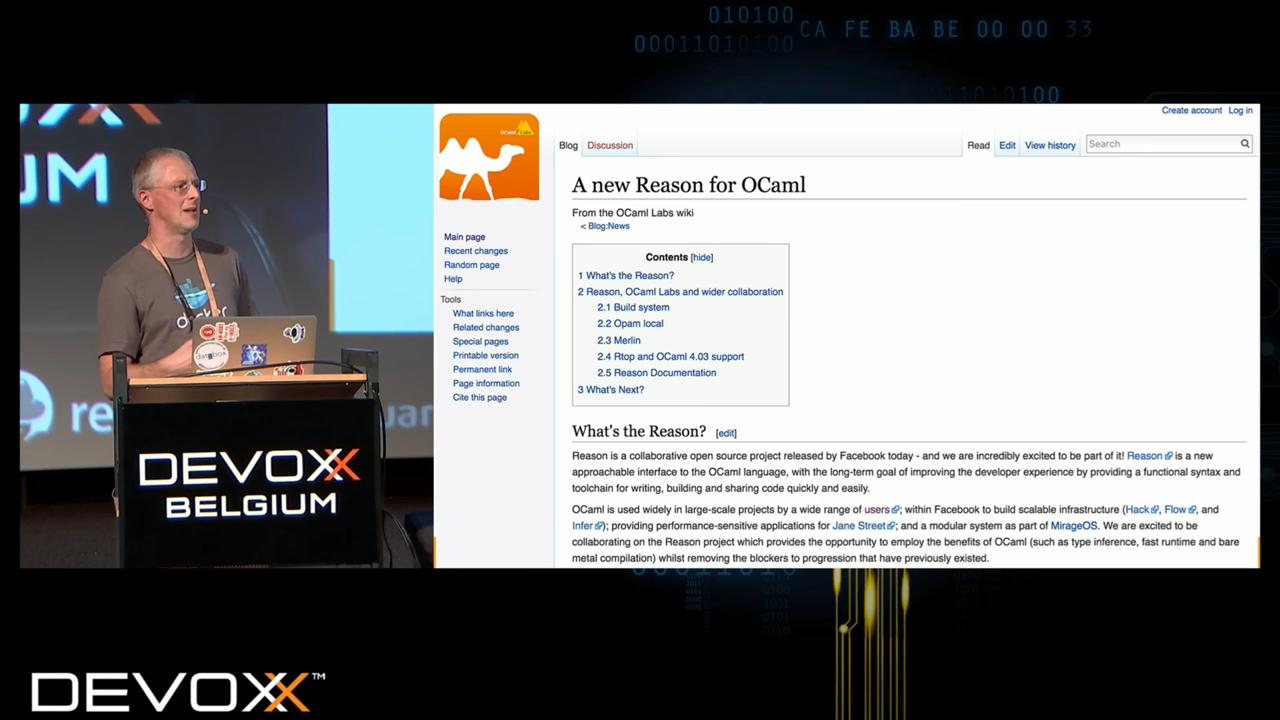 010100
00011010100
CA FE BA BE 00 00 33
11010100
UM
docker
databox
re
uar
DEVOXX
BELGIUM
OCaml Labs
Main page
Recent changes
Random page
Help
Tools
What links here
Related changes
Special pages
Printable version
Permanent link
Page information
Cite this page
Create account Log in
Blog Discussion Read Edit View history Search
A new Reason for OCaml
From the OCaml Labs wiki
< Blog:News
Contents [hide]
1 What's the Reason?
2 Reason, OCaml Labs and wider collaboration
2.1 Build system
2.2 Opam local
2.3 Merlin
2.4 Rtop and OCaml 4.03 support
2.5 Reason Documentation
3 What's Next?
What's the Reason? [edit]
Reason is a collaborative open source project released by Facebook today - and we are incredibly excited to be part of it! Reason is a new
approachable interface to the OCaml language, with the long-term goal of improving the developer experience by providing a functional syntax and
toolchain for writing, building and sharing code quickly and easily.
OCaml is used widely in large-scale projects by a wide range of users; within Facebook to build scalable infrastructure (Hack, Flow, and
Infer); providing performance-sensitive applications for Jane Street; and a modular system as part of MirageOS. We are excited to be
collaborating on the Reason project which provides the opportunity to employ the benefits of OCaml (such as type inference, fast runtime and bare
metal compilation) whilst removing the blockers to progression that have previously existed.
DEVOXX™